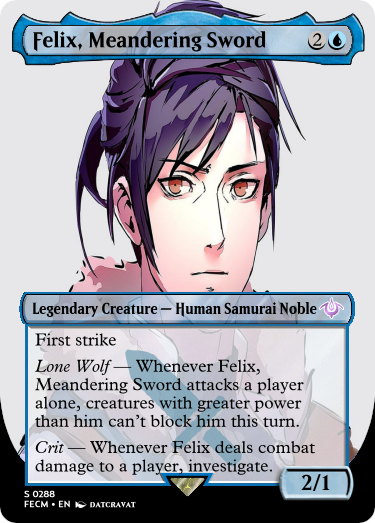 Felix, Meandering Sword 2
Legendary Creature — Human Samurai Noble
First strike
Lone Wolf — Whenever Felix,
Meandering Sword attacks a player
alone, creatures with greater power
than him can't block him this turn.
Crit — Whenever Felix deals combat
damage to a player, investigate.
2/1
S 0288
FECM • EN DATCRAVAT